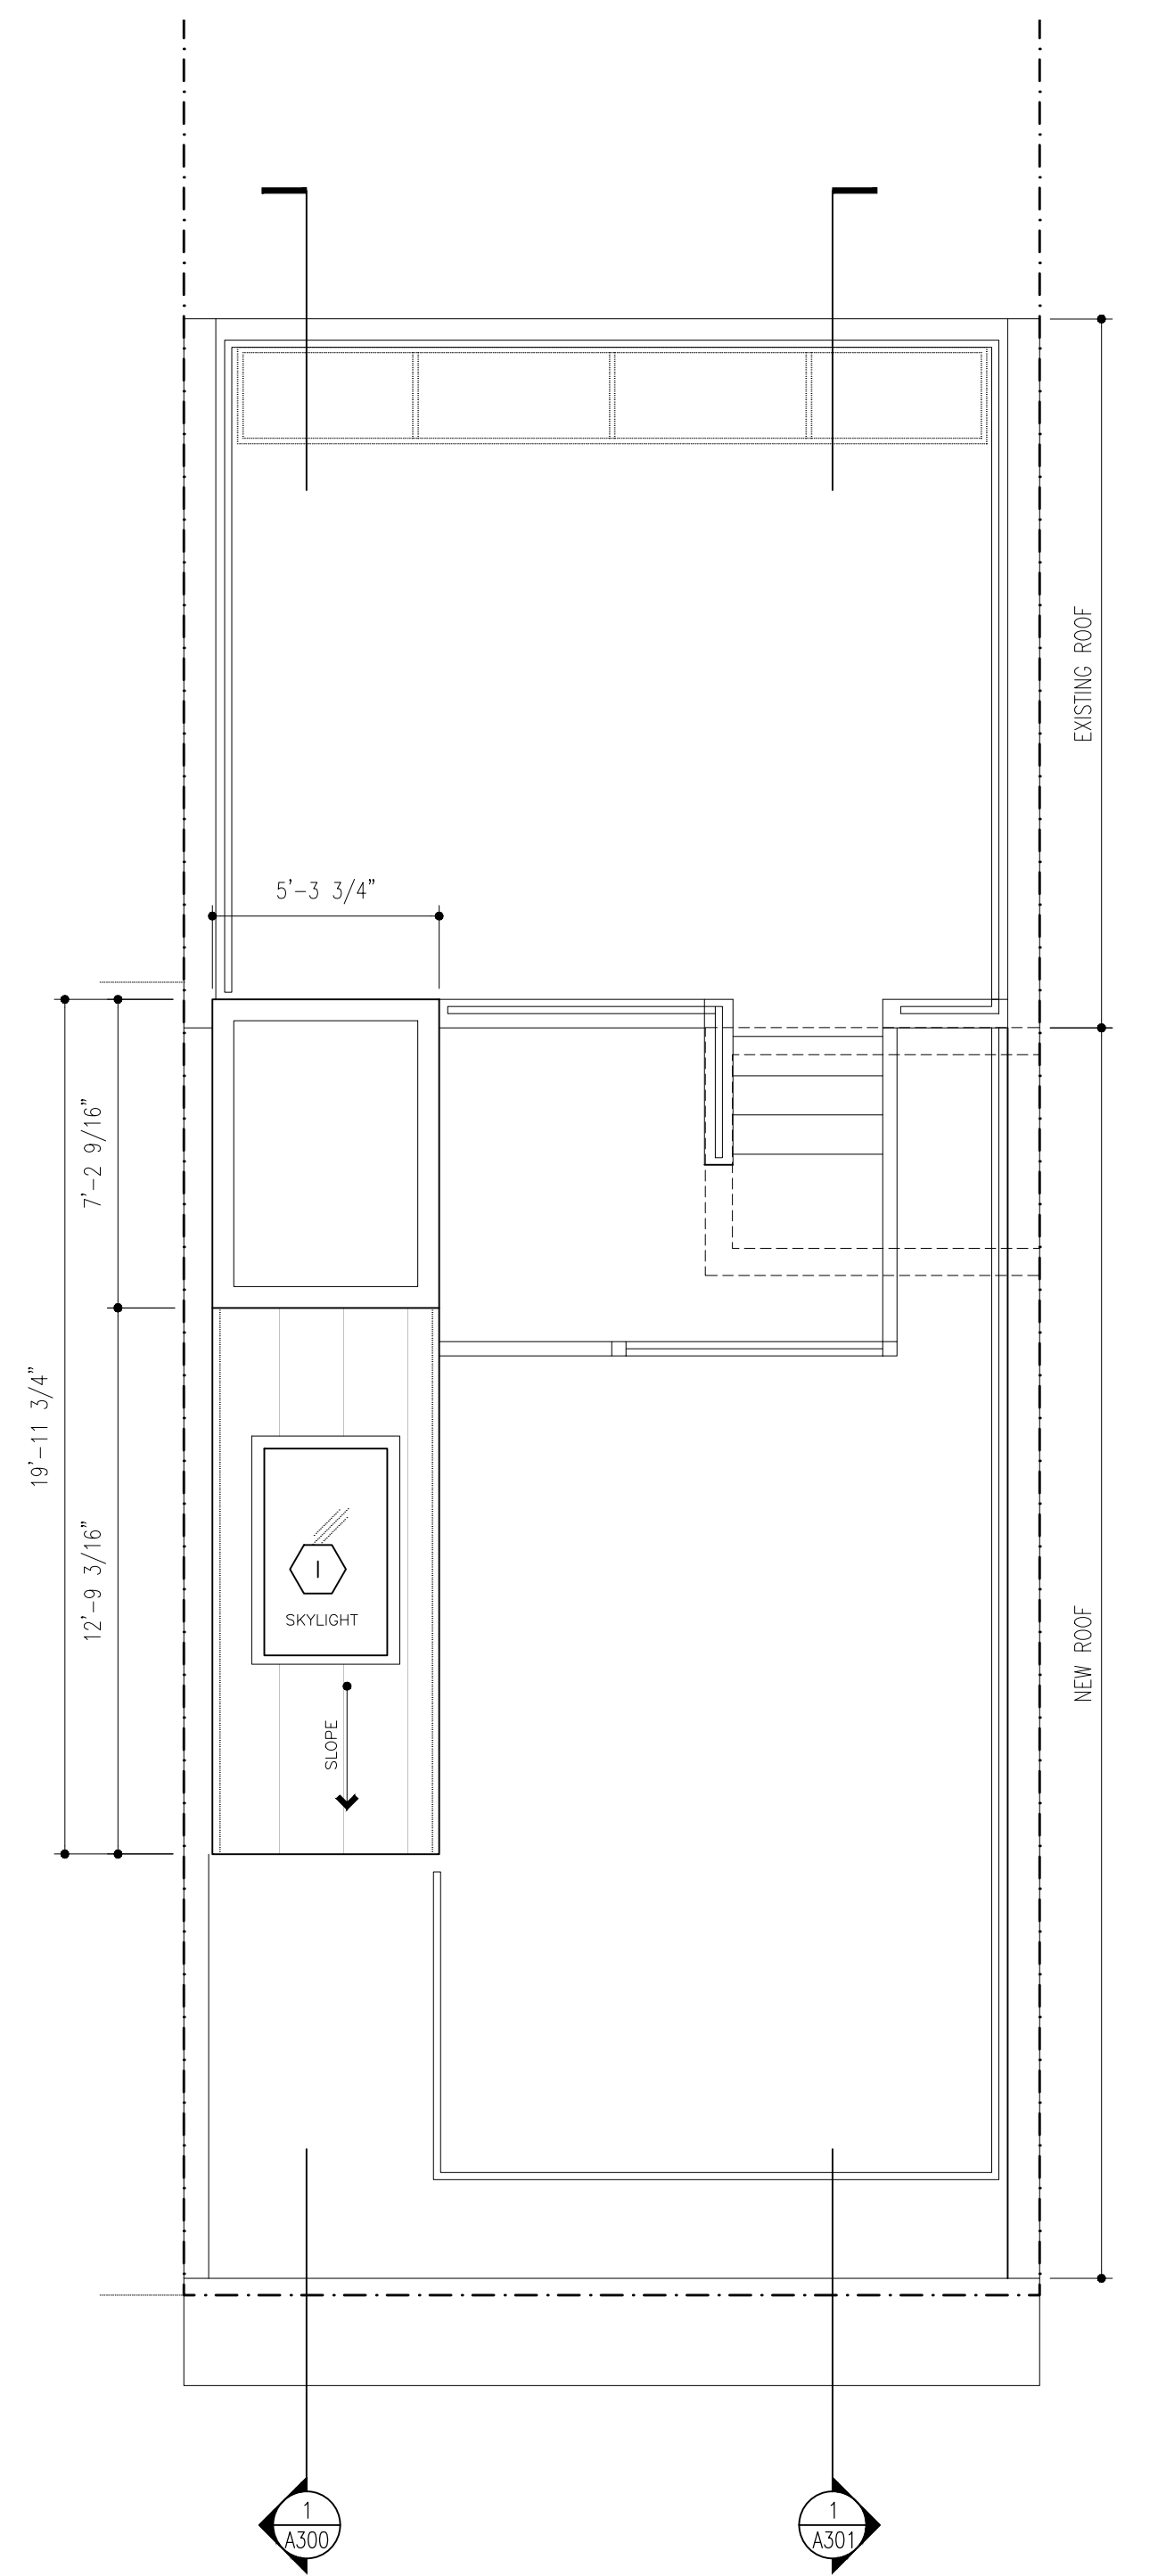 EXISTING ROOF
5'-3 3/4"
7'-2 9/16"
19'-11 3/4"
12'-9 3/16"
1
SKYLIGHT
SLOPE
NEW ROOF
1
A300
1
A301